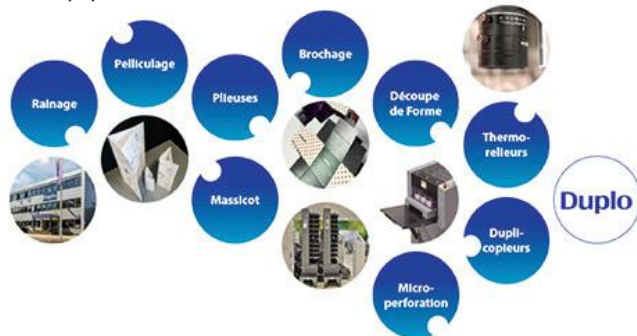 Rainage
Pelliculage
Plieuses
Massicot
Brochage
Découpe
de Forme
Micro-
perforation
Thermo-
relieurs
Dupli-
copieurs
Duplo